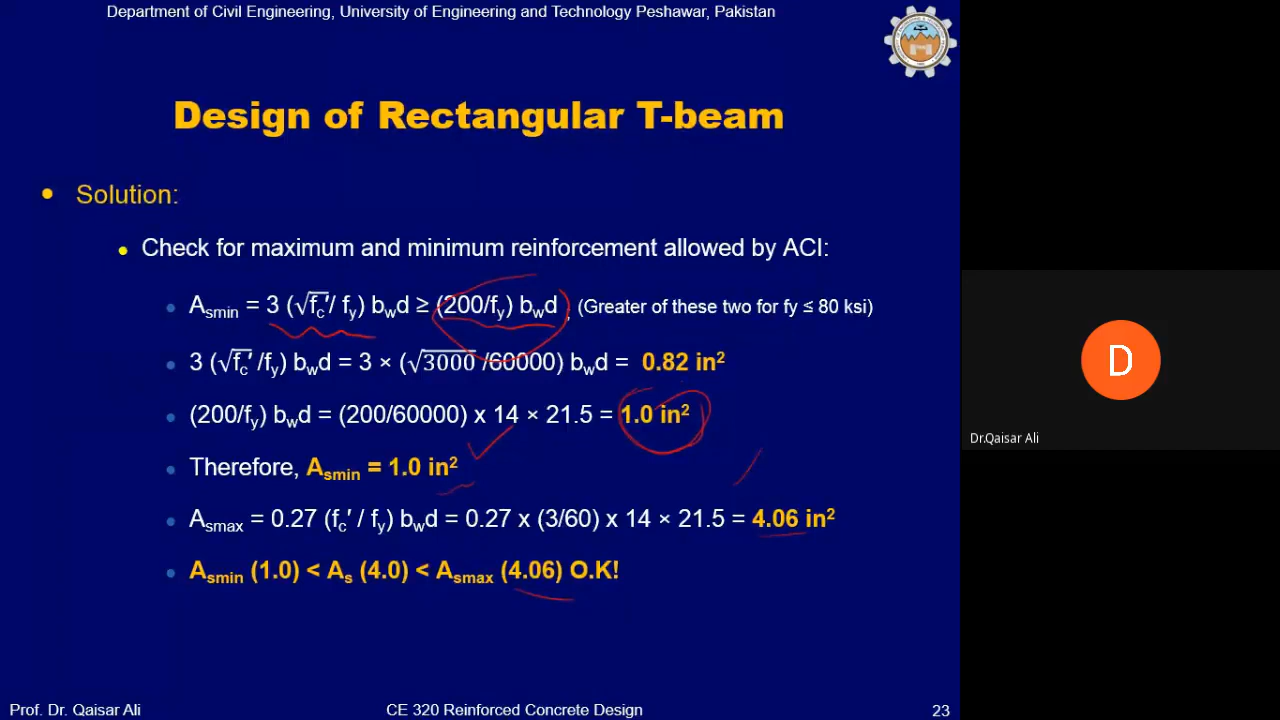 Department of Civil Engineering, University of Engineering and Technology Peshawar, Pakistan
Design of Rectangular T-beam
• Solution:
• Check for maximum and minimum reinforcement allowed by ACI:
• Asmin = 3 (√fc′/ fy) bwd ≥ (200/fy) bwd , (Greater of these two for fy ≤ 80 ksi)
• 3 (√fc′ /fy) bwd = 3 × (√3000 /60000) bwd = 0.82 in²
• (200/fy) bwd = (200/60000) x 14 × 21.5 = 1.0 in²
• Therefore, Asmin = 1.0 in²
• Asmax = 0.27 (fc′ / fy) bwd = 0.27 x (3/60) x 14 × 21.5 = 4.06 in²
• Asmin (1.0) < As (4.0) < Asmax (4.06) O.K!
D
Dr.Qaisar Ali
Prof. Dr. Qaisar Ali CE 320 Reinforced Concrete Design 23